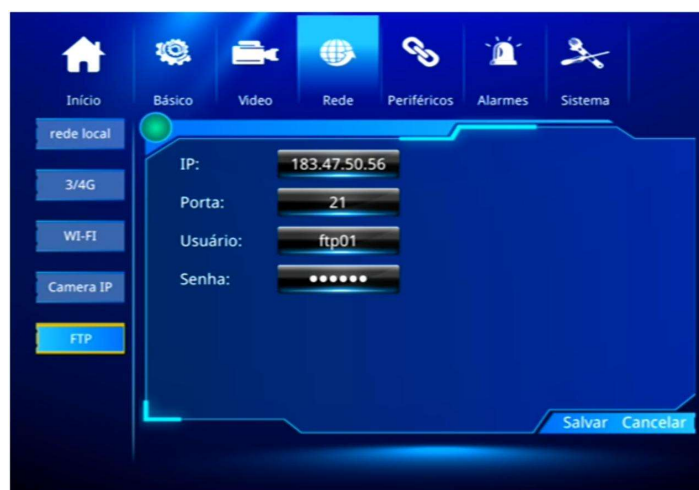 Início Básico Video Rede Periféricos Alarmes Sistema
rede local
3/4G
WI-FI
Camera IP
FTP
IP: 183.47.50.56
Porta: 21
Usuário: ftp01
Senha: ●●●●●●
Salvar Cancelar